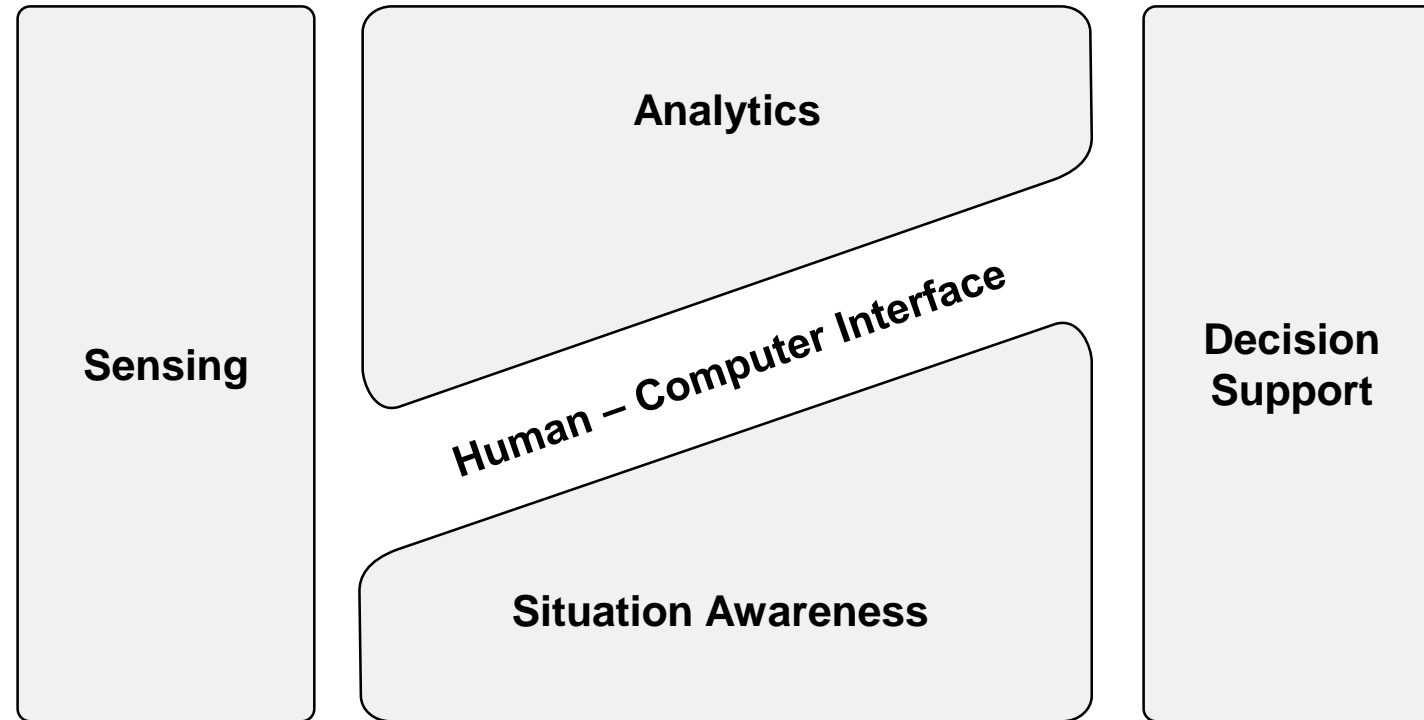 Sensing
Analytics
Human – Computer Interface
Situation Awareness
Decision
Support